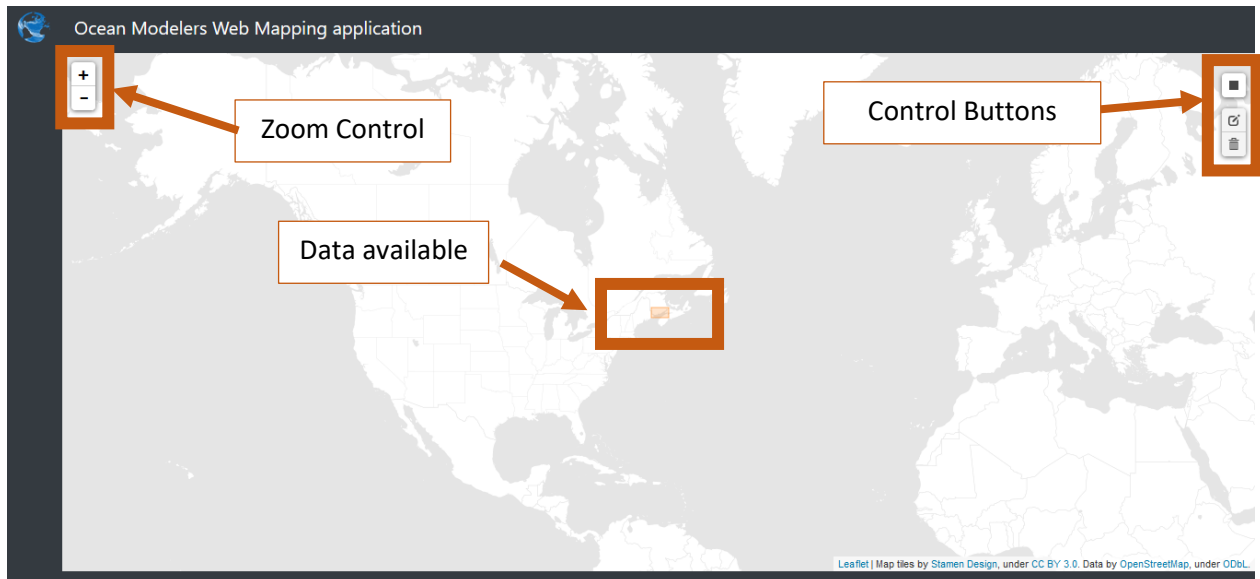 Ocean Modelers Web Mapping application
+
-
Zoom Control
Control Buttons
Data available
Leaflet | Map tiles by Stamen Design, under CC BY 3.0. Data by OpenStreetMap, under ODbL.